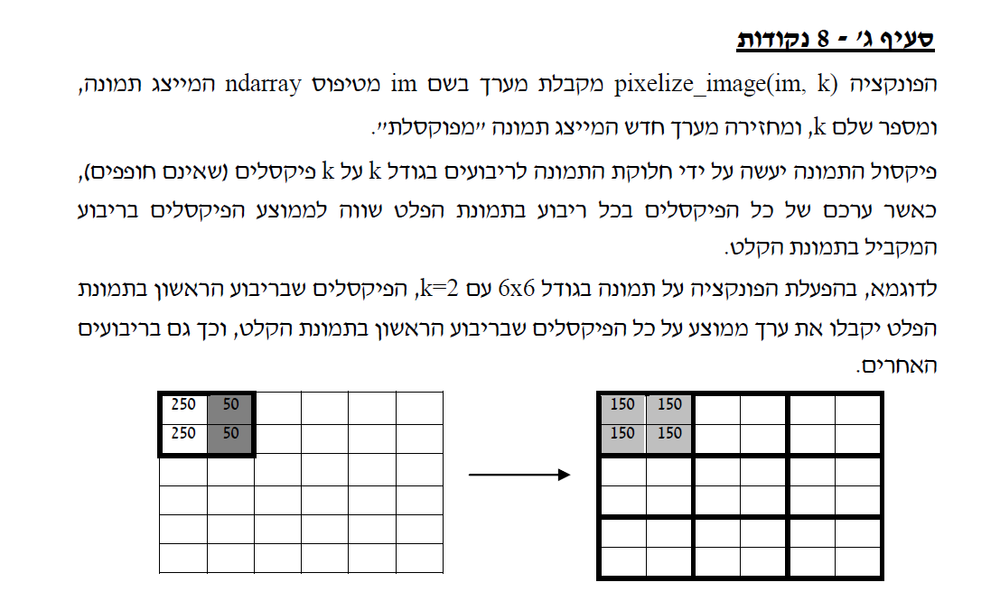 סעיף ג' - 8 נקודות
הפונקציה pixelize_image(im, k) מקבלת מערך בשם im מטיפוס ndarray המייצג תמונה,
ומספר שלם k, ומחזירה מערך חדש המייצג תמונה "מפוקסלת".
פיקסול התמונה יעשה על ידי חלוקת התמונה לריבועים בגודל k על k פיקסלים (שאינם חופפים),
כאשר ערכם של כל הפיקסלים בכל ריבוע בתמונת הפלט שווה לממוצע הפיקסלים בריבוע
המקביל בתמונת הקלט.
לדוגמא, בהפעלת הפונקציה על תמונה בגודל 6x6 עם k=2, הפיקסלים שבריבוע הראשון בתמונת
הפלט יקבלו את ערך ממוצע על כל הפיקסלים שבריבוע הראשון בתמונת הקלט, וכך גם בריבועים
האחרים.
250 50
250 50
150 150
150 150